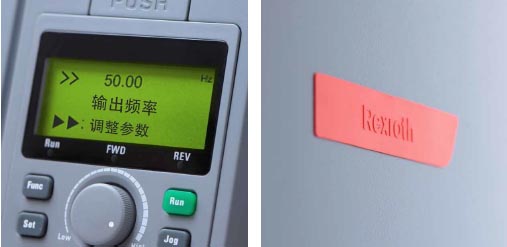 PUSH
>> 50.00 Hz
输出频率
▶▶: 调整参数
Run FWD REV
Func
Run
Set
Low High
Jog
Rexroth